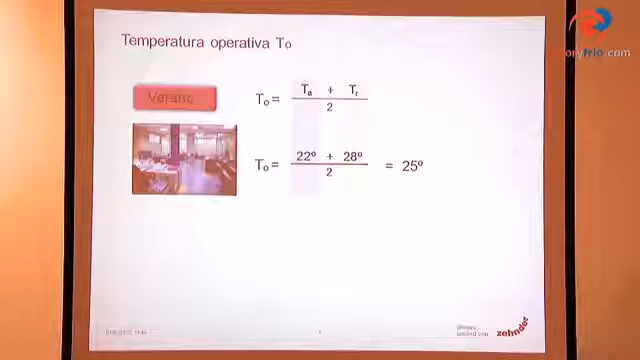 Temperatura operativa To
Verano
To = Ta + Tr
2
To = 22º + 28º = 25º
2
zehnder